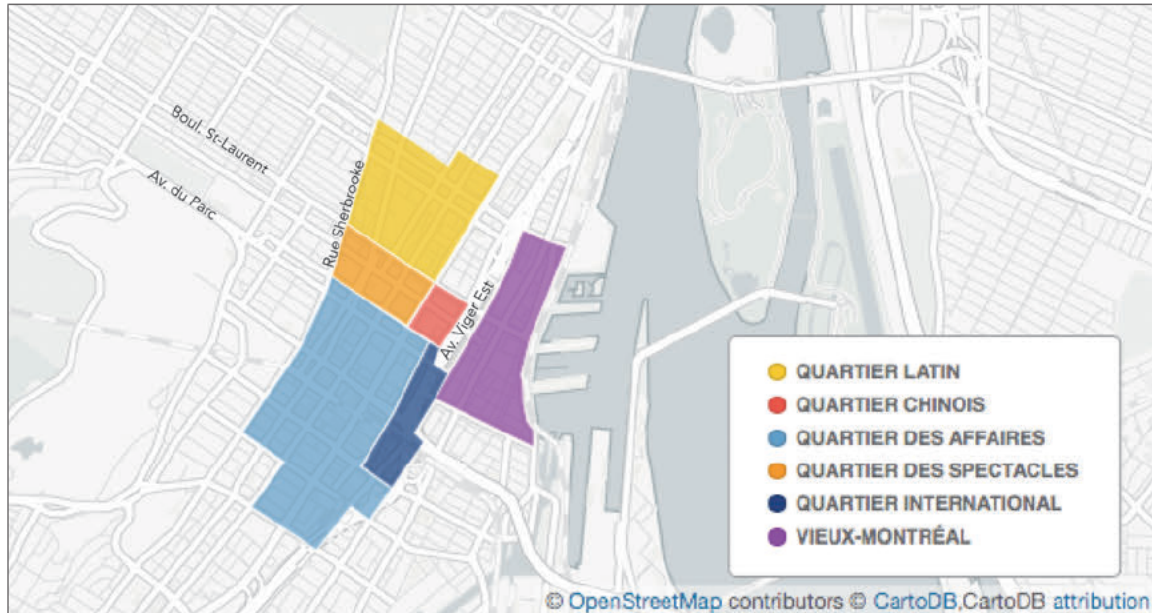 Boul. St-Laurent
Av. du Parc
Rue Sherbrooke
Av. Viger Est
QUARTIER LATIN
QUARTIER CHINOIS
QUARTIER DES AFFAIRES
QUARTIER DES SPECTACLES
QUARTIER INTERNATIONAL
VIEUX-MONTRÉAL
© OpenStreetMap contributors © CartoDB,CartoDB attribution